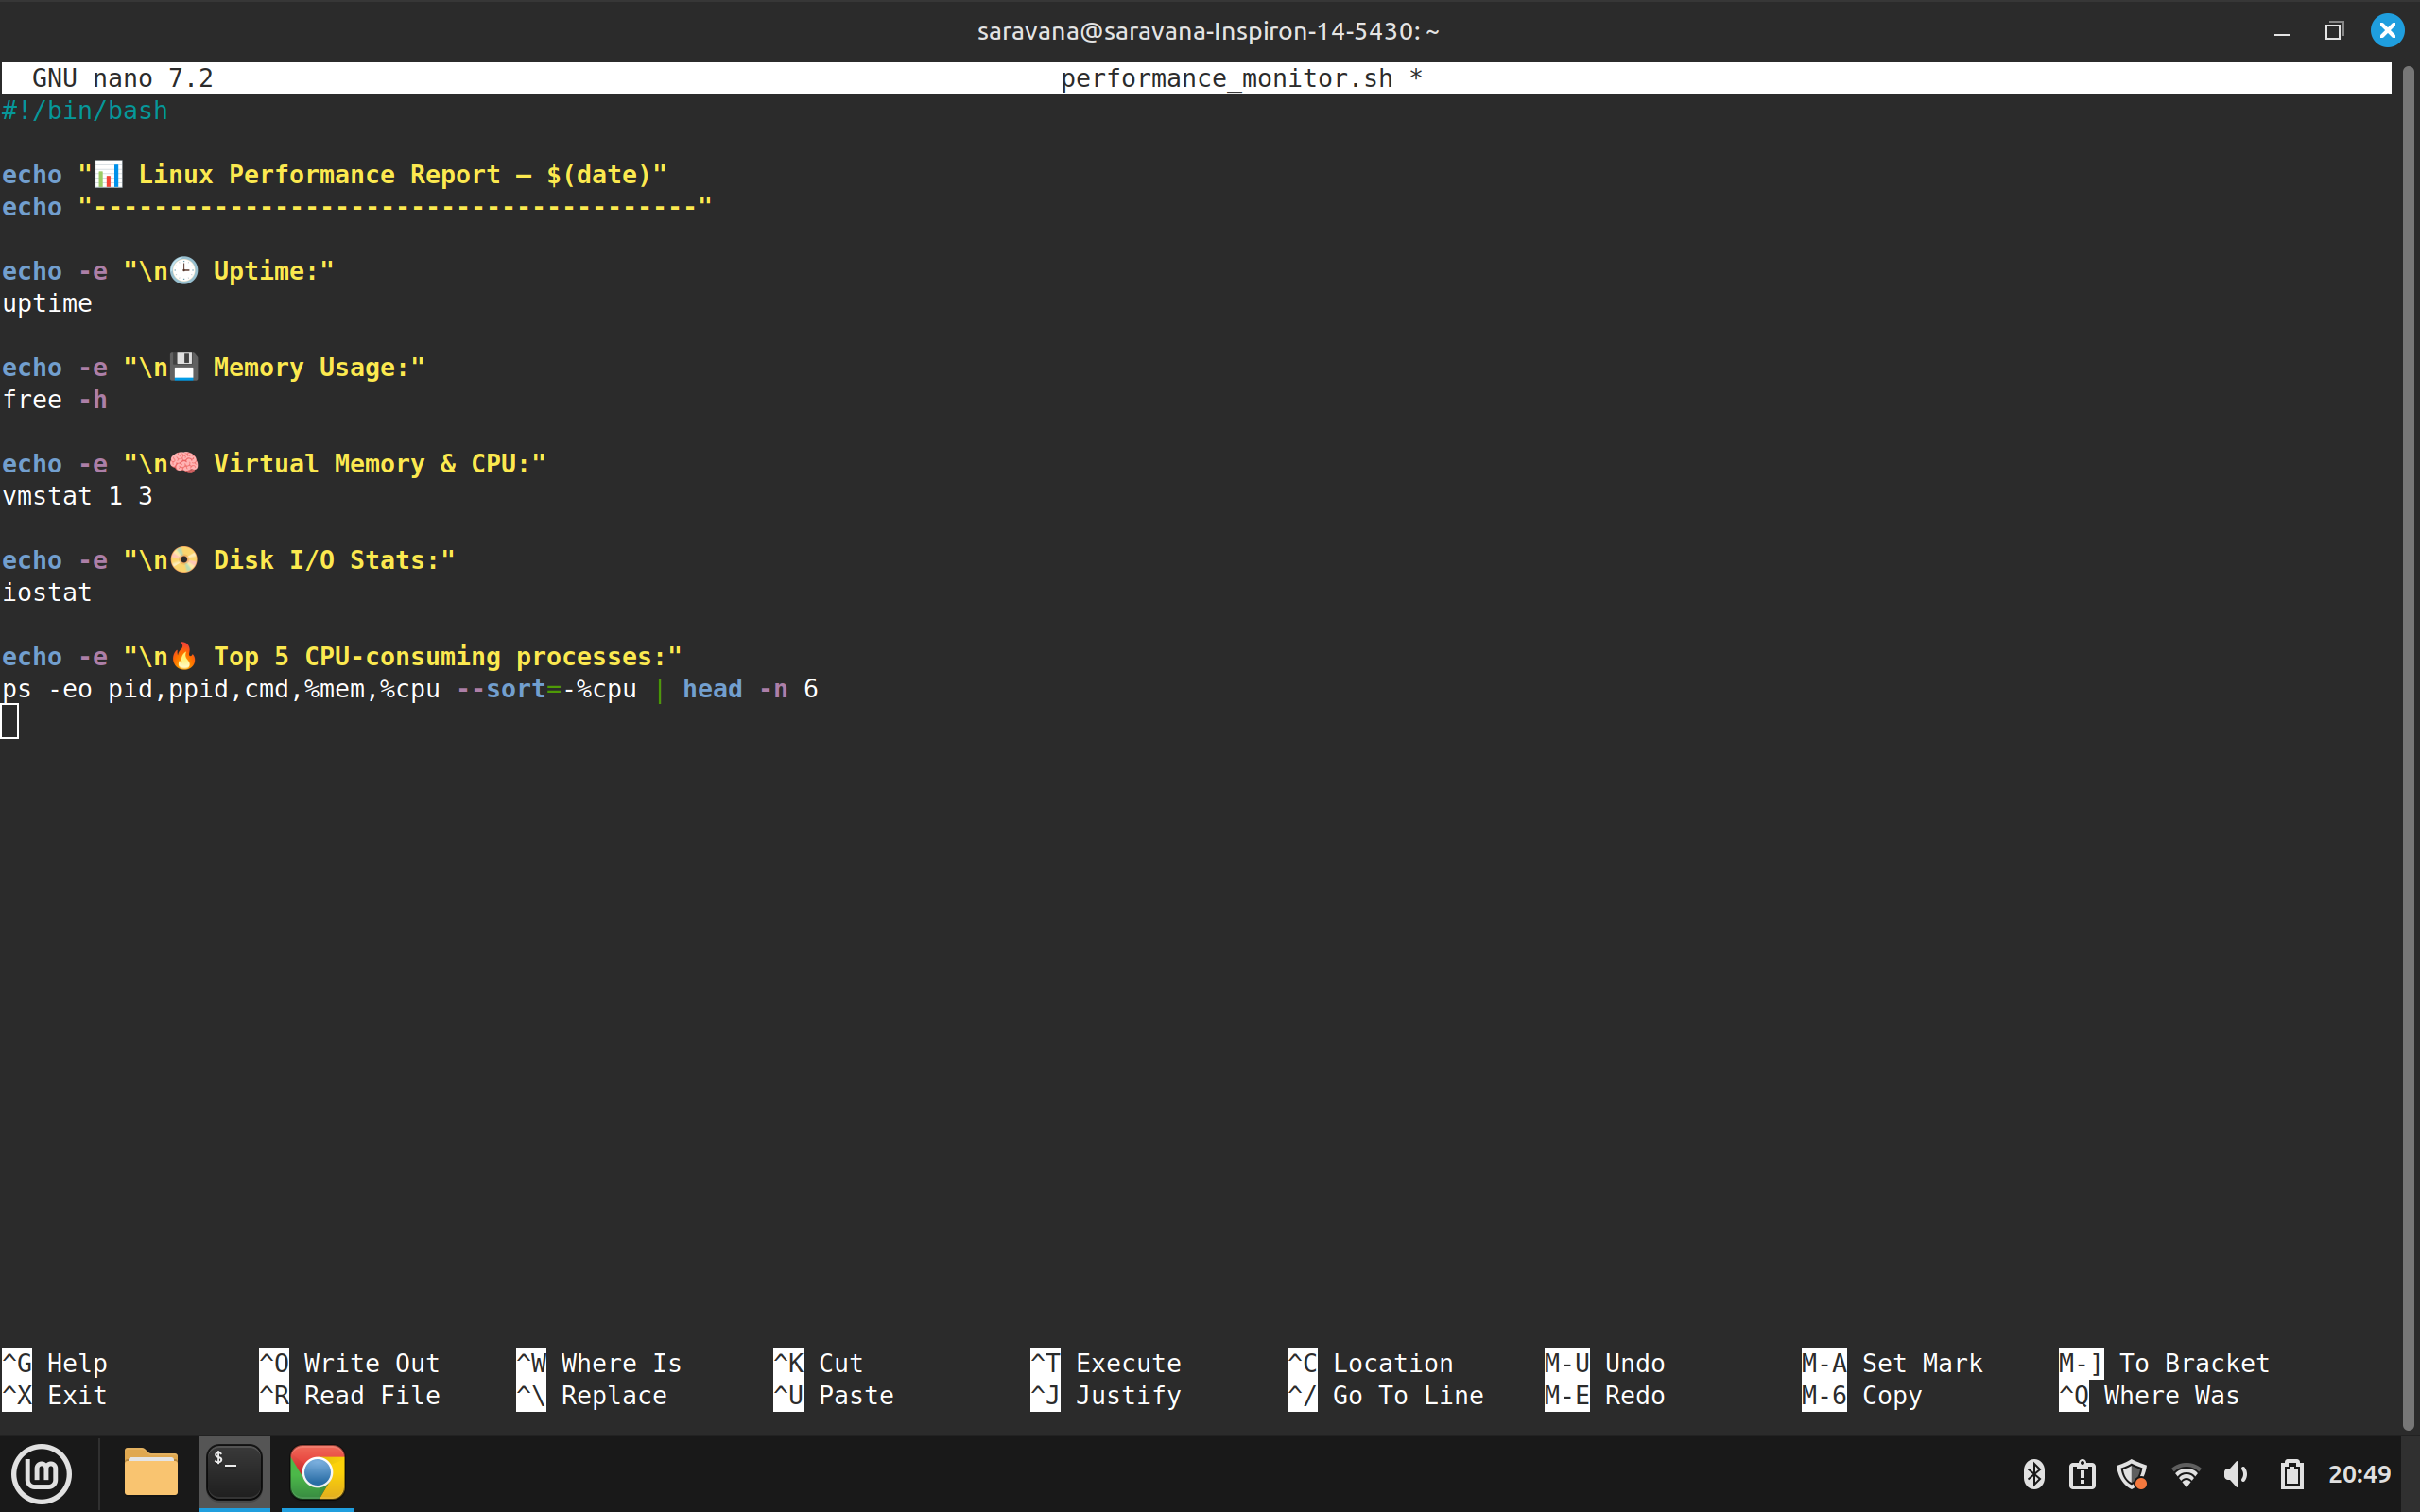 saravana@saravana-Inspiron-14-5430: ~
GNU nano 7.2 performance_monitor.sh *
#!/bin/bash
echo "📊 Linux Performance Report — $(date)"
echo "----------------------------------------"
echo -e "\n🕒 Uptime:"
uptime
echo -e "\n💾 Memory Usage:"
free -h
echo -e "\n🧠 Virtual Memory & CPU:"
vmstat 1 3
echo -e "\n📀 Disk I/O Stats:"
iostat
echo -e "\n🔥 Top 5 CPU-consuming processes:"
ps -eo pid,ppid,cmd,%mem,%cpu --sort=-%cpu | head -n 6
^G Help ^O Write Out ^W Where Is ^K Cut ^T Execute ^C Location M-U Undo M-A Set Mark M-] To Bracket
^X Exit ^R Read File ^\ Replace ^U Paste ^J Justify ^/ Go To Line M-E Redo M-6 Copy ^Q Where Was
$_
20:49